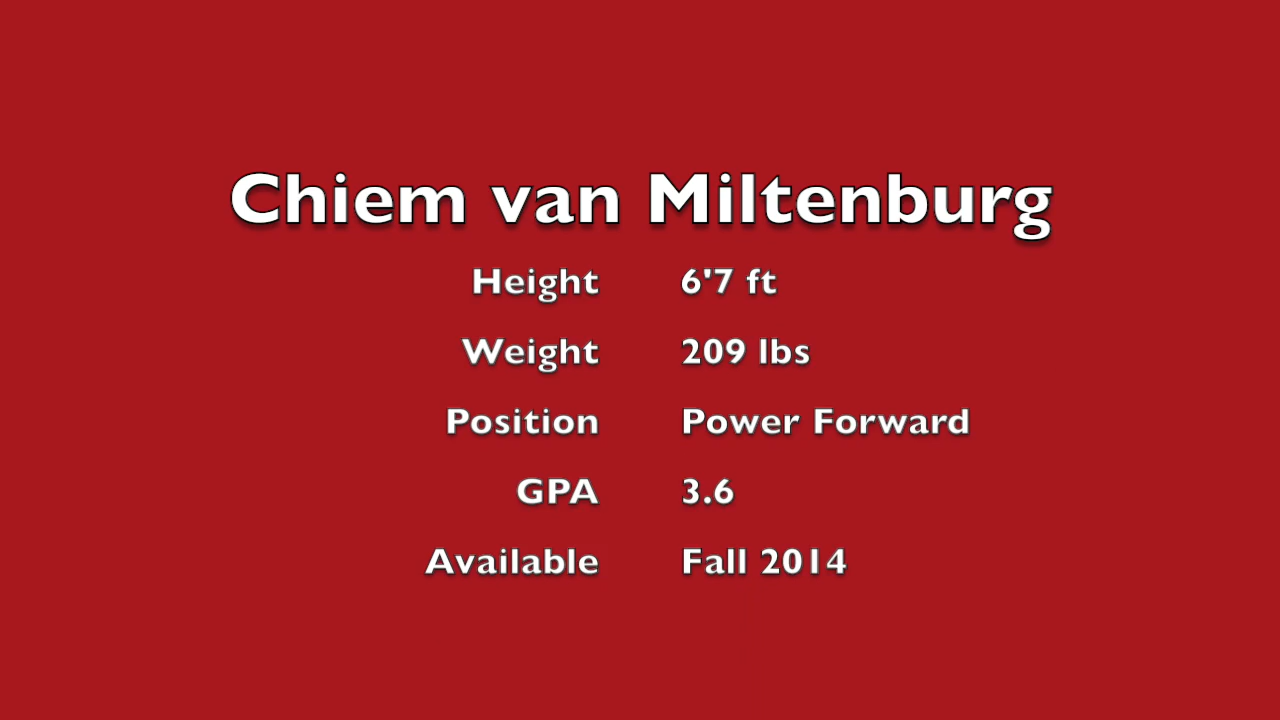 Chiem van Miltenburg
Height 6'7 ft
Weight 209 lbs
Position Power Forward
GPA 3.6
Available Fall 2014